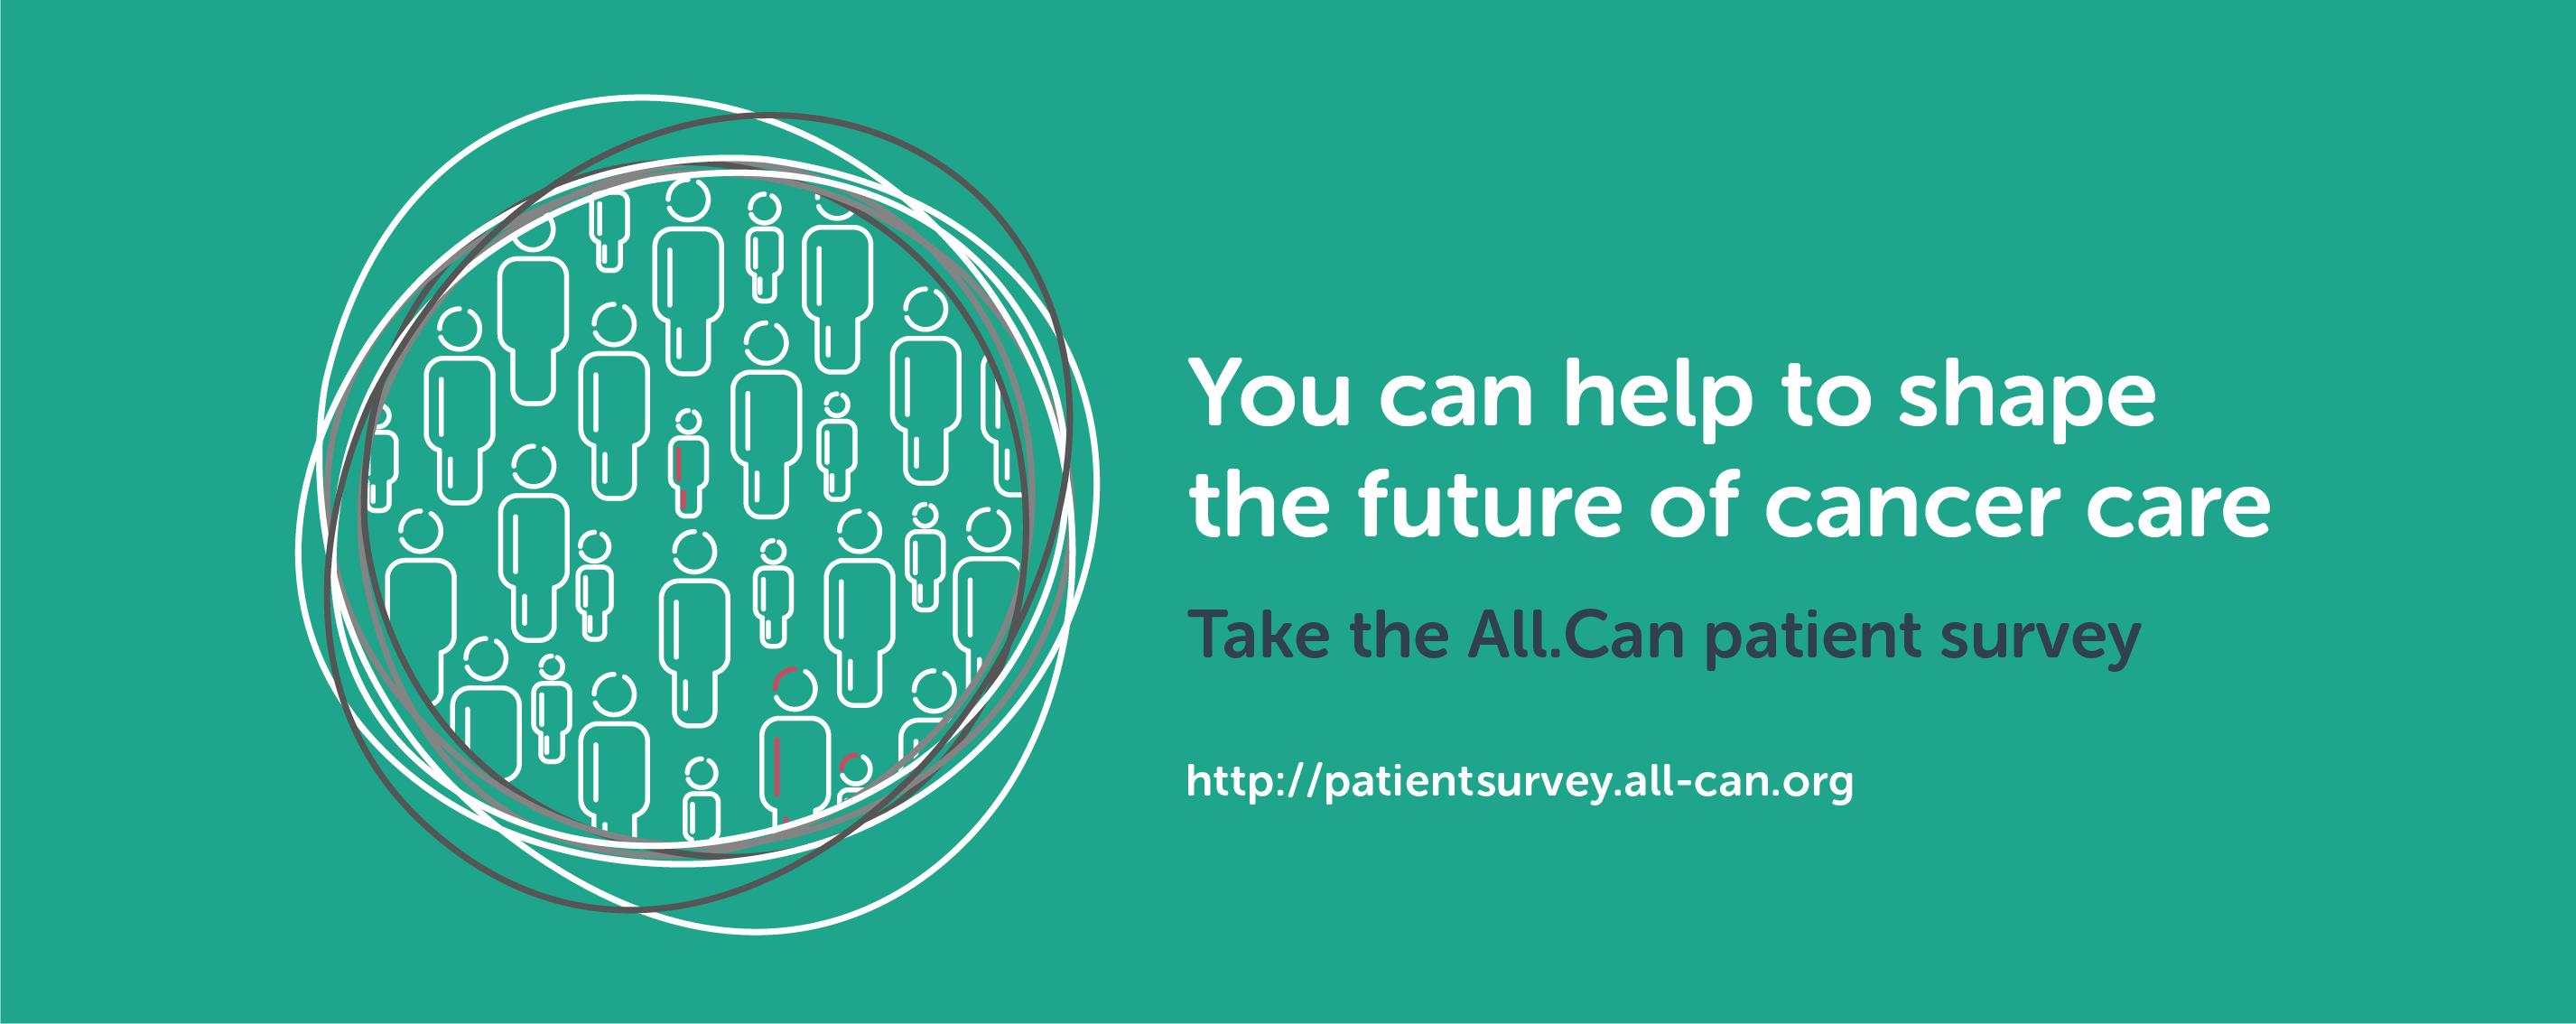 You can help to shape
the future of cancer care
Take the All.Can patient survey
http://patientsurvey.all-can.org